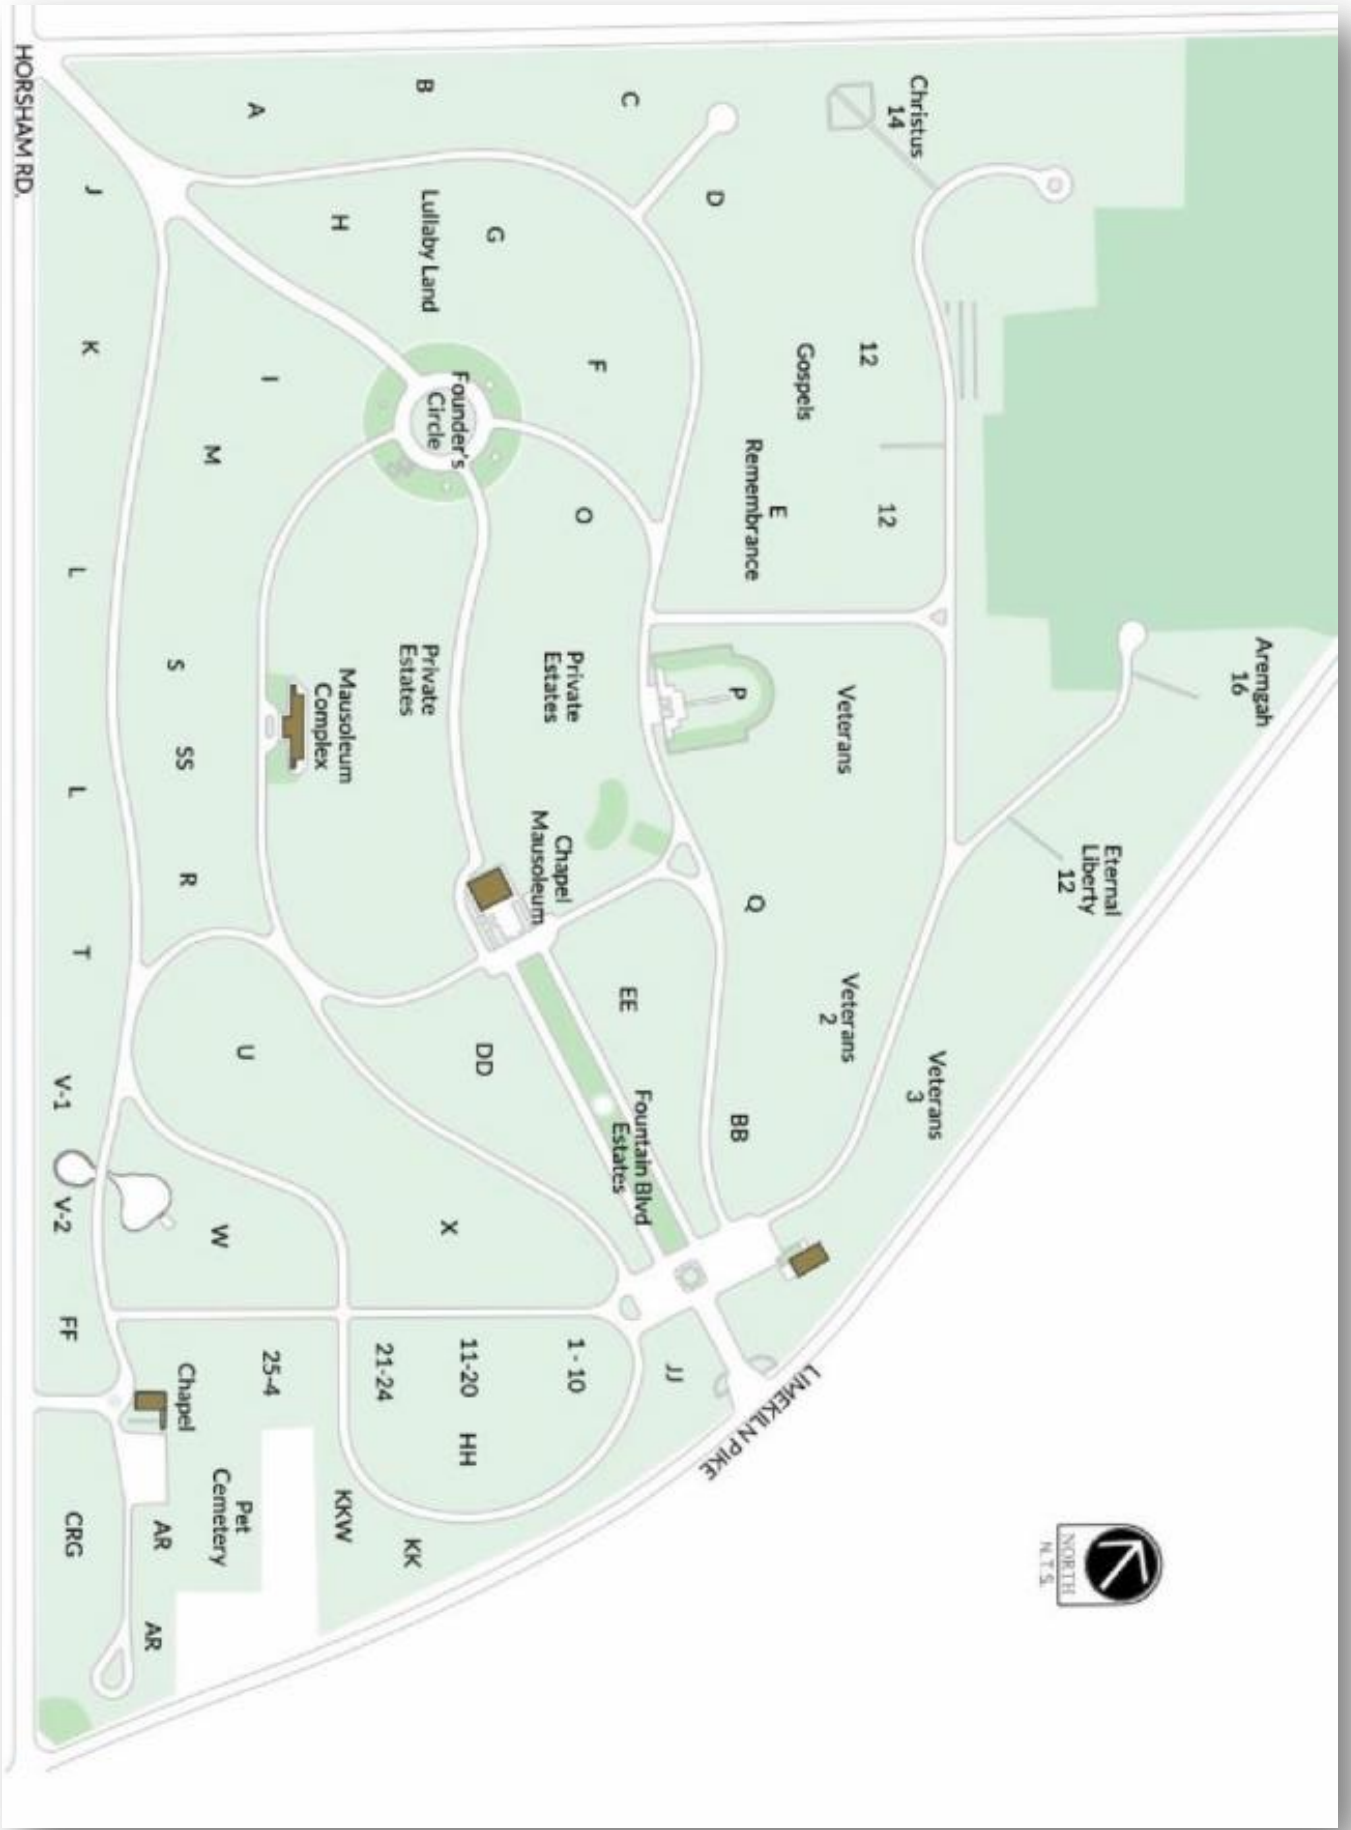 HORSHAM RD.
A
B
C
D
Christus
14
J
H
Lullaby Land
G
F
K
I
M
Founder's
Circle
O
12
Gospels
E
Remembrance
12
L
S
SS
L
R
T
Mausoleum
Complex
Private
Estates
Private
Estates
P
Veterans
Aremgah
16
Chapel
Mausoleum
Q
Eternal
Liberty
12
EE
Veterans
2
Veterans
3
U
DD
Fountain Blvd
Estates
BB
V-1
V-2
W
X
FF
Chapel
25-4
21-24
11-20
1 - 10
HH
JJ
LIMEKILN PIKE
CRG
AR
AR
Pet
Cemetery
KKW
KK
NORTH
N.T.S.